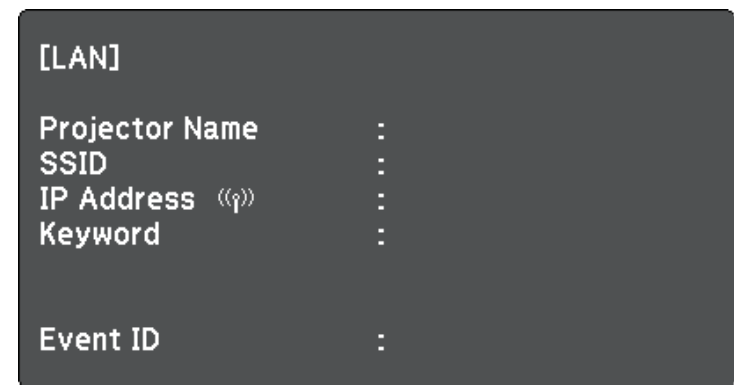 [LAN]
Projector Name :
SSID :
IP Address :
Keyword :
Event ID :